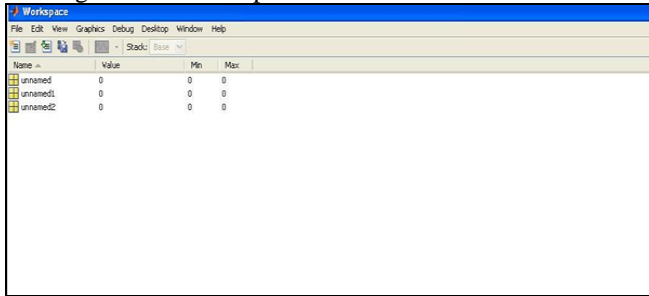 Workspace
File Edit View Graphics Debug Desktop Window Help
Stack: Base
Name Value Min Max
unnamed 0 0 0
unnamed1 0 0 0
unnamed2 0 0 0